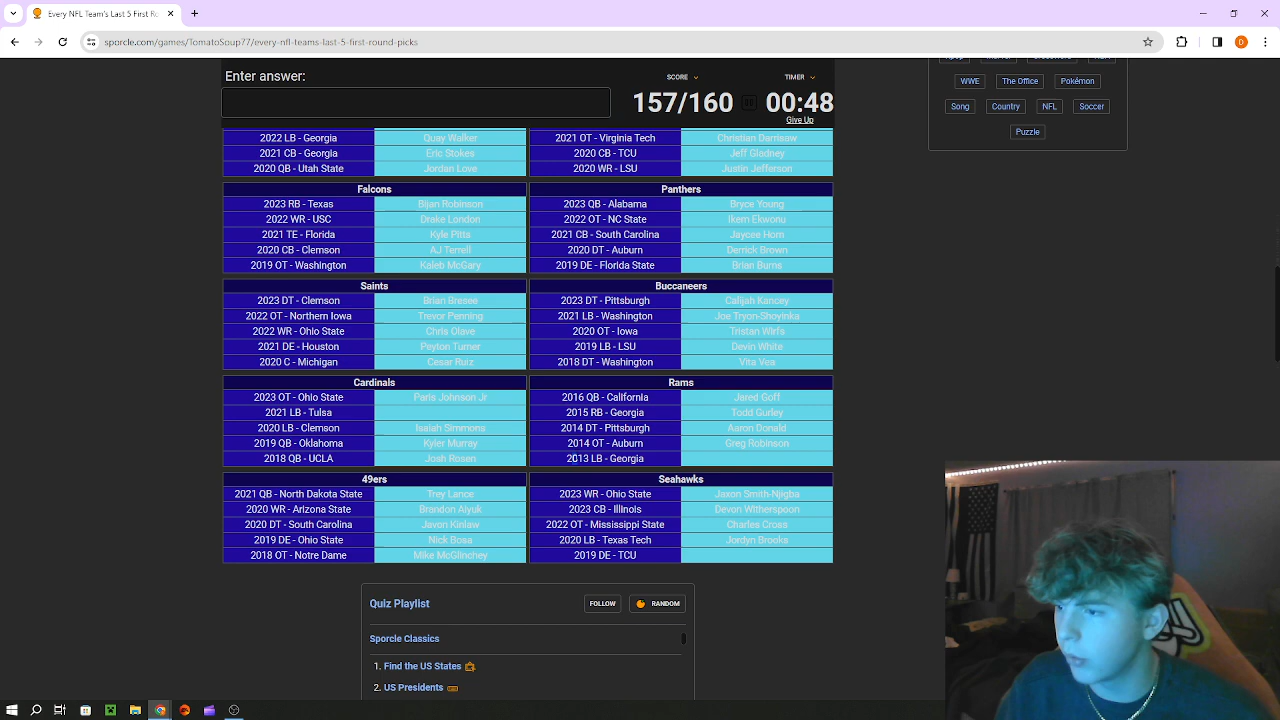 Every NFL Team's Last 5 First Ro
sporcle.com/games/TomatoSoup77/every-nfl-teams-last-5-first-round-picks
D
Enter answer:
SCORE
TIMER
157/160
00:48
Give Up
WWE The Office Pokémon
Song Country NFL Soccer
Puzzle
2022 LB - Georgia Quay Walker 2021 OT - Virginia Tech Christian Darrisaw
2021 CB - Georgia Eric Stokes 2020 CB - TCU Jeff Gladney
2020 QB - Utah State Jordan Love 2020 WR - LSU Justin Jefferson
Falcons Panthers
2023 RB - Texas Bijan Robinson 2023 QB - Alabama Bryce Young
2022 WR - USC Drake London 2022 OT - NC State Ikem Ekwonu
2021 TE - Florida Kyle Pitts 2021 CB - South Carolina Jaycee Horn
2020 CB - Clemson AJ Terrell 2020 DT - Auburn Derrick Brown
2019 OT - Washington Kaleb McGary 2019 DE - Florida State Brian Burns
Saints Buccaneers
2023 DT - Clemson Brian Bresee 2023 DT - Pittsburgh Calijah Kancey
2022 OT - Northern Iowa Trevor Penning 2021 LB - Washington Joe Tryon-Shoyinka
2022 WR - Ohio State Chris Olave 2020 OT - Iowa Tristan Wirfs
2021 DE - Houston Peyton Turner 2019 LB - LSU Devin White
2020 C - Michigan Cesar Ruiz 2018 DT - Washington Vita Vea
Cardinals Rams
2023 OT - Ohio State Paris Johnson Jr 2016 QB - California Jared Goff
2021 LB - Tulsa 2015 RB - Georgia Todd Gurley
2020 LB - Clemson Isaiah Simmons 2014 DT - Pittsburgh Aaron Donald
2019 QB - Oklahoma Kyler Murray 2014 OT - Auburn Greg Robinson
2018 QB - UCLA Josh Rosen 2013 LB - Georgia
49ers Seahawks
2021 QB - North Dakota State Trey Lance 2023 WR - Ohio State Jaxon Smith-Njigba
2020 WR - Arizona State Brandon Aiyuk 2023 CB - Illinois Devon Witherspoon
2020 DT - South Carolina Javon Kinlaw 2022 OT - Mississippi State Charles Cross
2019 DE - Ohio State Nick Bosa 2020 LB - Texas Tech Jordyn Brooks
2018 OT - Notre Dame Mike McGlinchey 2019 DE - TCU
Quiz Playlist FOLLOW RANDOM
Sporcle Classics
1. Find the US States
2. US Presidents